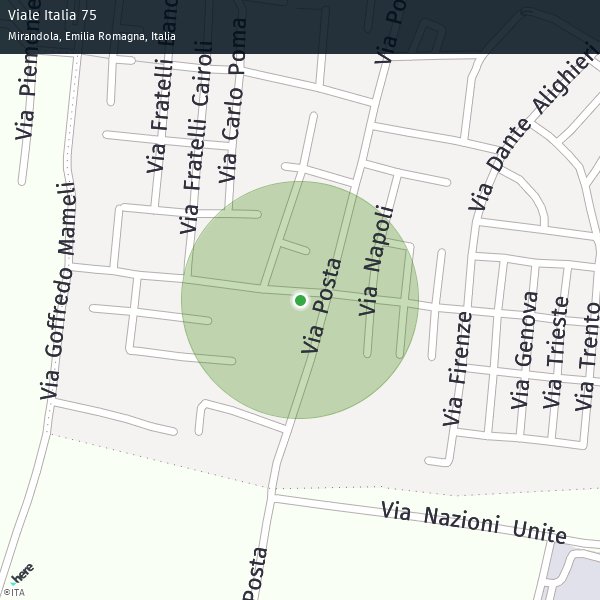 Viale Italia 75
Mirandola, Emilia Romagna, Italia
Via Piemonte
Via Fratelli Band
Via Fratelli Cairoli
Via Carlo Poma
Via Po
Via Dante Alighieri
Via Goffredo Mameli
Via Posta
Via Napoli
Via Firenze
Via Genova
Via Trieste
Via Trento
Via Nazioni Unite
Posta
here
©ITA